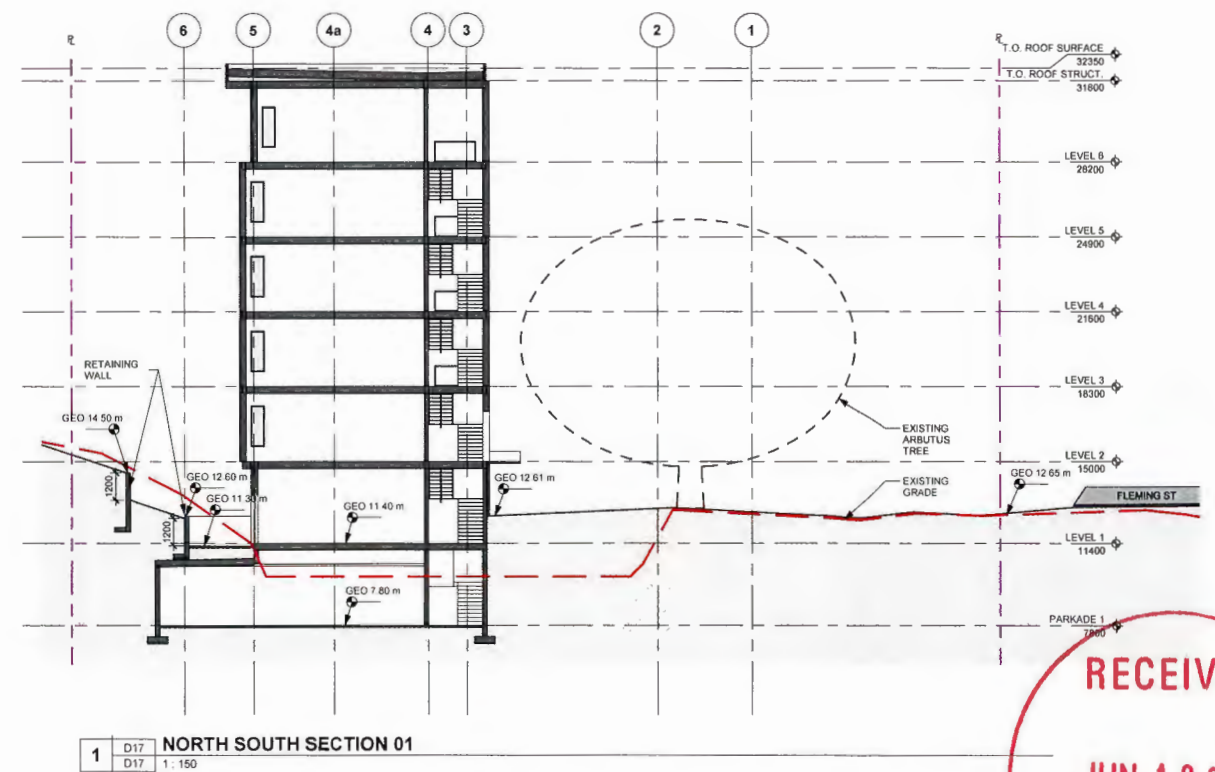 6
5
4a
4
3
2
1
T.O. ROOF SURFACE
32350
T.O. ROOF STRUCT.
31800
LEVEL 6
28200
LEVEL 5
24900
LEVEL 4
21600
RETAINING
WALL
LEVEL 3
18300
GEO 14.50 m
EXISTING
ARBUTUS
TREE
LEVEL 2
15000
1200
GEO 12.60 m
GEO 12.61 m
EXISTING
GRADE
GEO 12.65 m
FLEMING ST
GEO 11.40 m
1200
LEVEL 1
11400
GEO 7.80 m
PARKADE 1
RECEIV
1
D17
D17
NORTH SOUTH SECTION 01
1 : 150